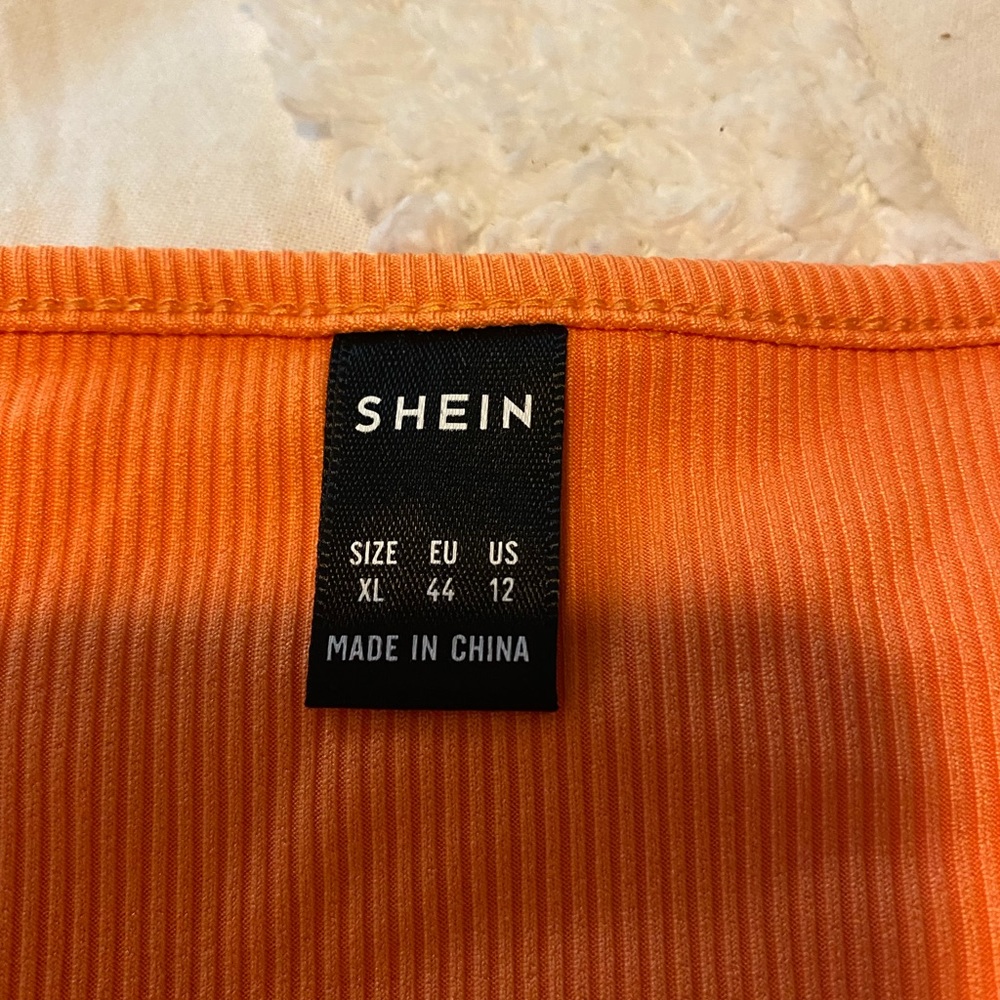 SHEIN
SIZE EU US
XL 44 12
MADE IN CHINA